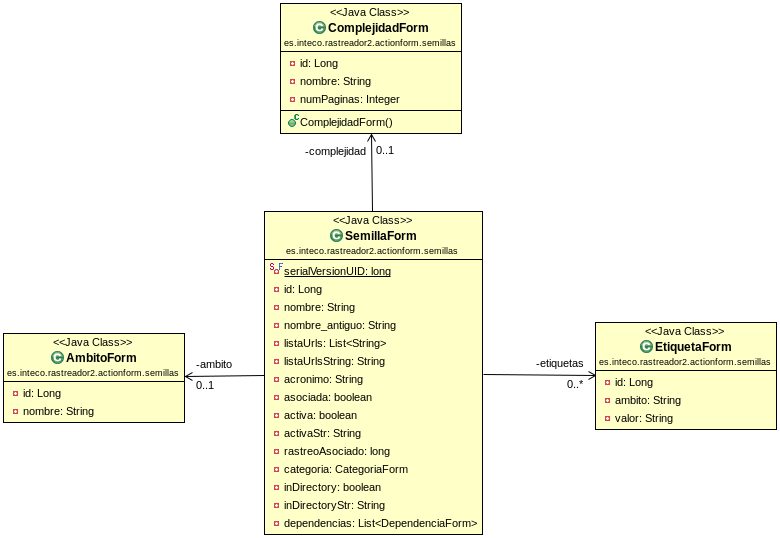 <<Java Class>>
ComplejidadForm
es.inteco.rastreador2.actionform.semillas
id: Long
nombre: String
numPaginas: Integer
ComplejidadForm()
-complejidad 0..1
<<Java Class>>
SemillaForm
es.inteco.rastreador2.actionform.semillas
serialVersionUID: long
id: Long
nombre: String
nombre_antiguo: String
listaUrls: List<String>
listaUrlsString: String
acronimo: String
asociada: boolean
activa: boolean
activaStr: String
rastreoAsociado: long
categoria: CategoriaForm
inDirectory: boolean
inDirectoryStr: String
dependencias: List<DependenciaForm>
<<Java Class>>
AmbitoForm
es.inteco.rastreador2.actionform.semillas
id: Long
nombre: String
-ambito
0..1
-etiquetas
0..*
<<Java Class>>
EtiquetaForm
es.inteco.rastreador2.actionform.semillas
id: Long
ambito: String
valor: String